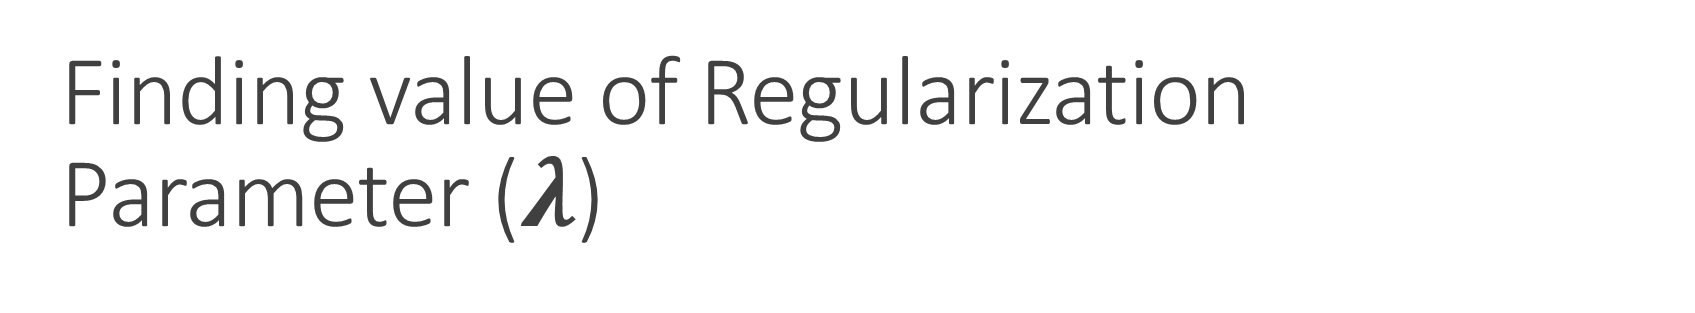 Finding value of Regularization
Parameter (𝝀)